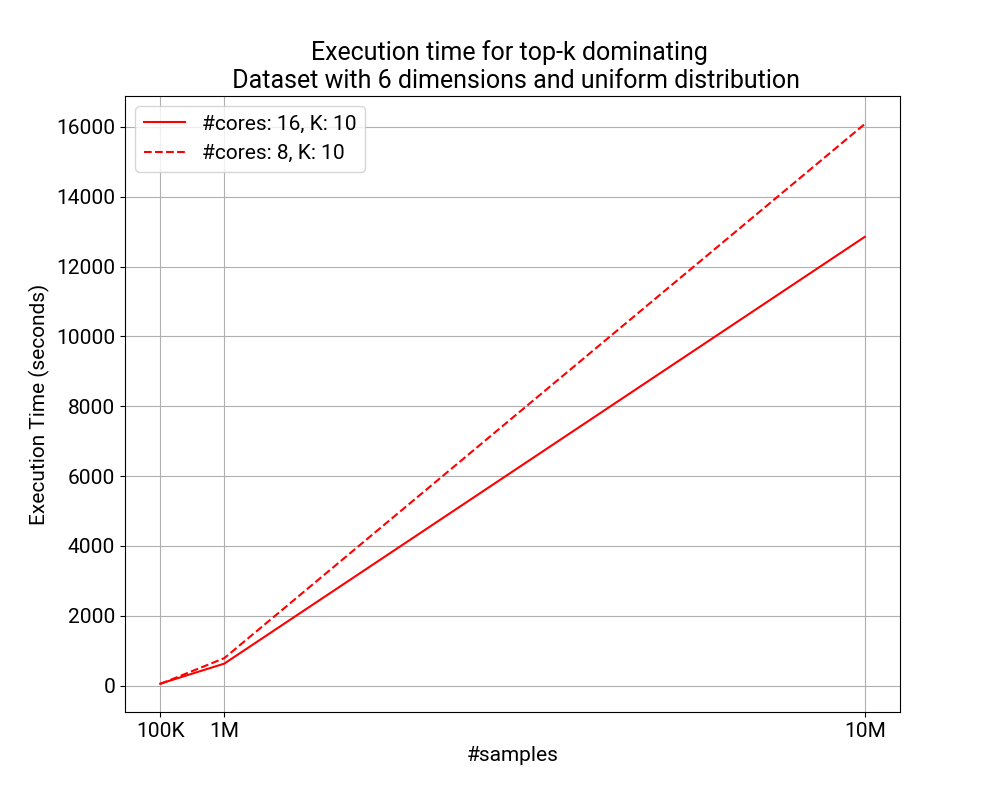 Execution time for top-k dominating
Dataset with 6 dimensions and uniform distribution
#cores: 16, K: 10
#cores: 8, K: 10
16000
14000
12000
10000
8000
6000
4000
2000
0
Execution Time (seconds)
100K 1M 10M
#samples